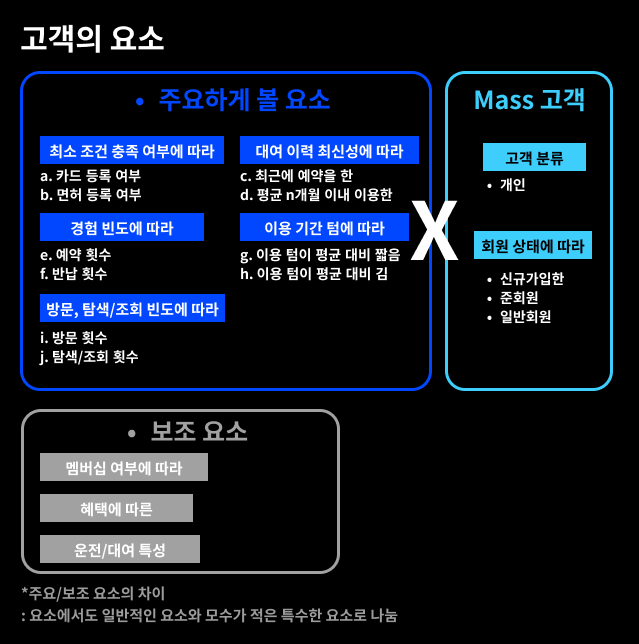 고객의 요소
• 주요하게 볼 요소
최소 조건 충족 여부에 따라
a. 카드 등록 여부
b. 면허 등록 여부
대여 이력 최신성에 따라
c. 최근에 예약을 한
d. 평균 n개월 이내 이용한
경험 빈도에 따라
e. 예약 횟수
f. 반납 횟수
이용 기간 텀에 따라
g. 이용 텀이 평균 대비 짧음
h. 이용 텀이 평균 대비 김
방문, 탐색/조회 빈도에 따라
i. 방문 횟수
j. 탐색/조회 횟수
X
Mass 고객
고객 분류
• 개인
회원 상태에 따라
• 신규가입한
• 준회원
• 일반회원
• 보조 요소
멤버십 여부에 따라
혜택에 따른
운전/대여 특성
*주요/보조 요소의 차이
: 요소에서도 일반적인 요소와 모수가 적은 특수한 요소로 나눔